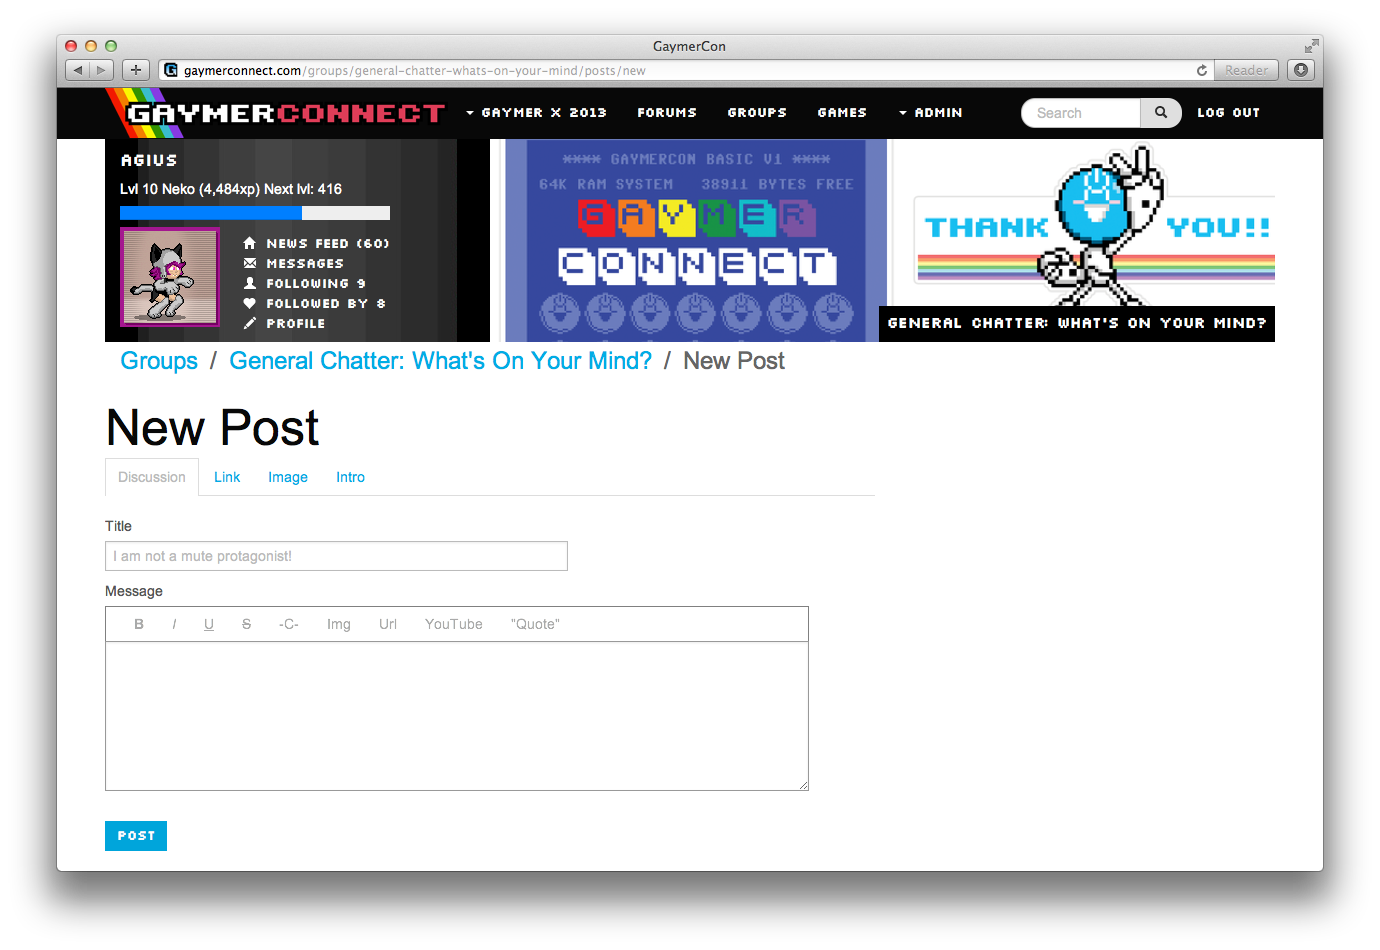 GaymerCon
gaymerconnect.com/groups/general-chatter-whats-on-your-mind/posts/new
Reader
GAYMERCONNECT
GAYMER X 2013
FORUMS
GROUPS
GAMES
ADMIN
Search
LOG OUT
AGIUS
Lvl 10 Neko (4,484xp) Next lvl: 416
NEWS FEED (60)
MESSAGES
FOLLOWING 9
FOLLOWED BY 8
PROFILE
**** GAYMERCON BASIC V1 ****
64K RAM SYSTEM 38911 BYTES FREE
GAYMER
CONNECT
THANK YOU!!
GENERAL CHATTER: WHAT'S ON YOUR MIND?
Groups / General Chatter: What's On Your Mind? / New Post
New Post
Discussion
Link
Image
Intro
Title
I am not a mute protagonist!
Message
B I U S -C- Img Url YouTube "Quote"
POST